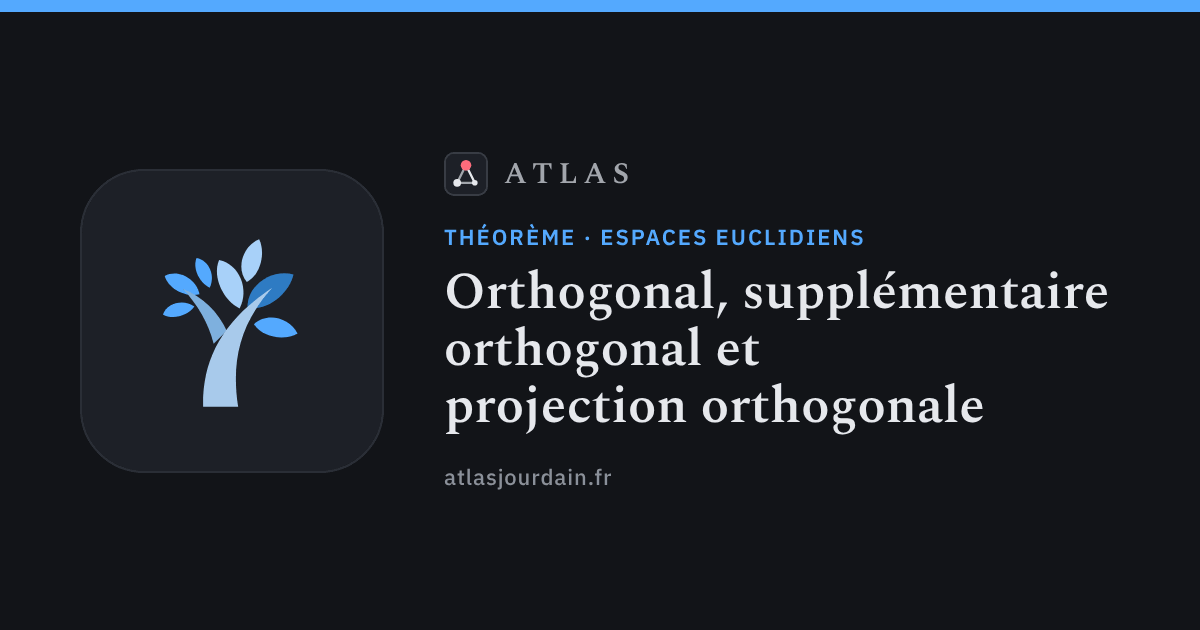 ATLAS
THÉORÈME · ESPACES EUCLIDIENS
Orthogonal, supplémentaire
orthogonal et
projection orthogonale
atlasjourdain.fr